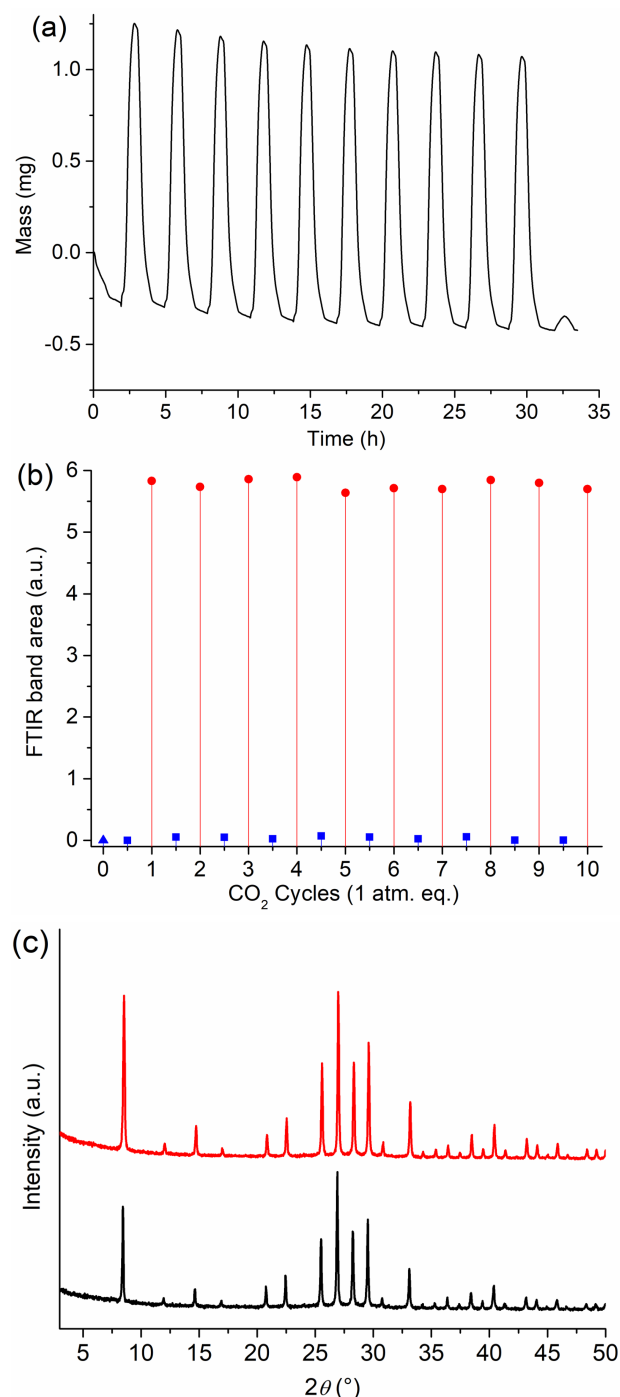 (a)
1.0
0.5
0.0
-0.5
Mass (mg)
0 5 10 15 20 25 30 35
Time (h)
(b)
6
5
4
3
2
1
0
FTIR band area (a.u.)
0 1 2 3 4 5 6 7 8 9 10
CO₂ Cycles (1 atm. eq.)
(c)
Intensity (a.u.)
5 10 15 20 25 30 35 40 45 50
2θ (°)